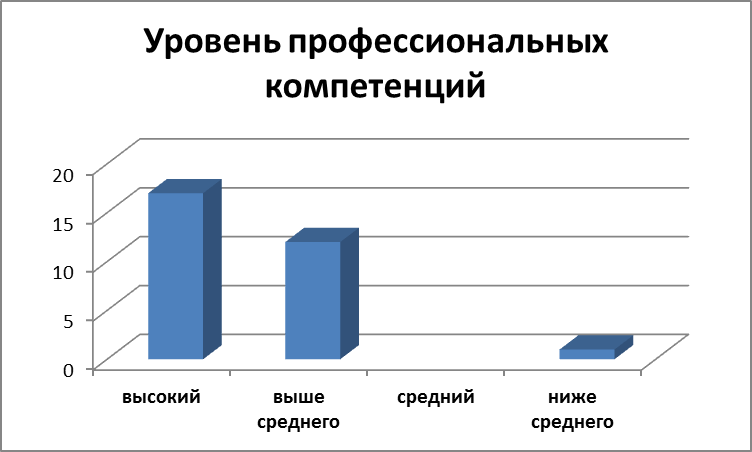 Уровень профессиональных
компетенций
20
15
10
5
0
высокий
выше
среднего
средний
ниже
среднего